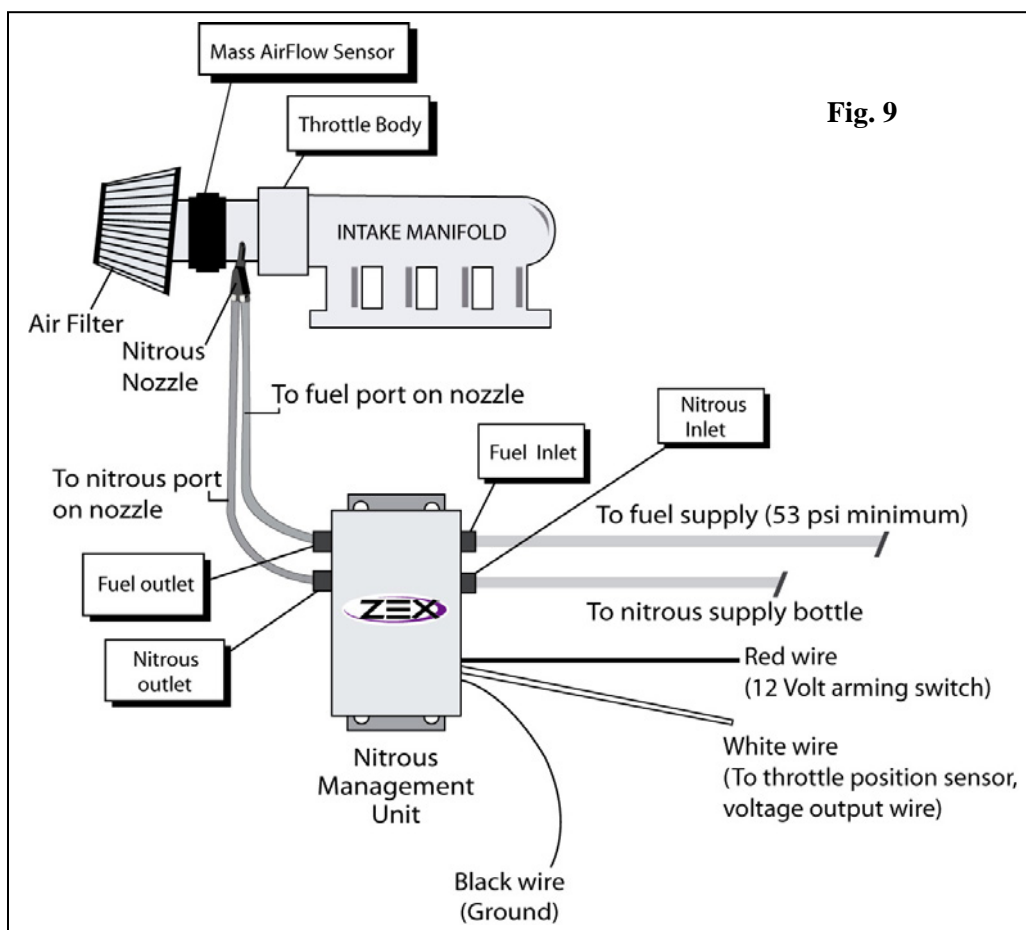 Mass AirFlow Sensor
Fig. 9
Throttle Body
INTAKE MANIFOLD
Air Filter
Nitrous
Nozzle
To fuel port on nozzle
Nitrous
Inlet
Fuel Inlet
To nitrous port
on nozzle
To fuel supply (53 psi minimum)
Fuel outlet
ZEX
To nitrous supply bottle
Nitrous
outlet
Red wire
(12 Volt arming switch)
White wire
(To throttle position sensor,
voltage output wire)
Nitrous
Management
Unit
Black wire
(Ground)